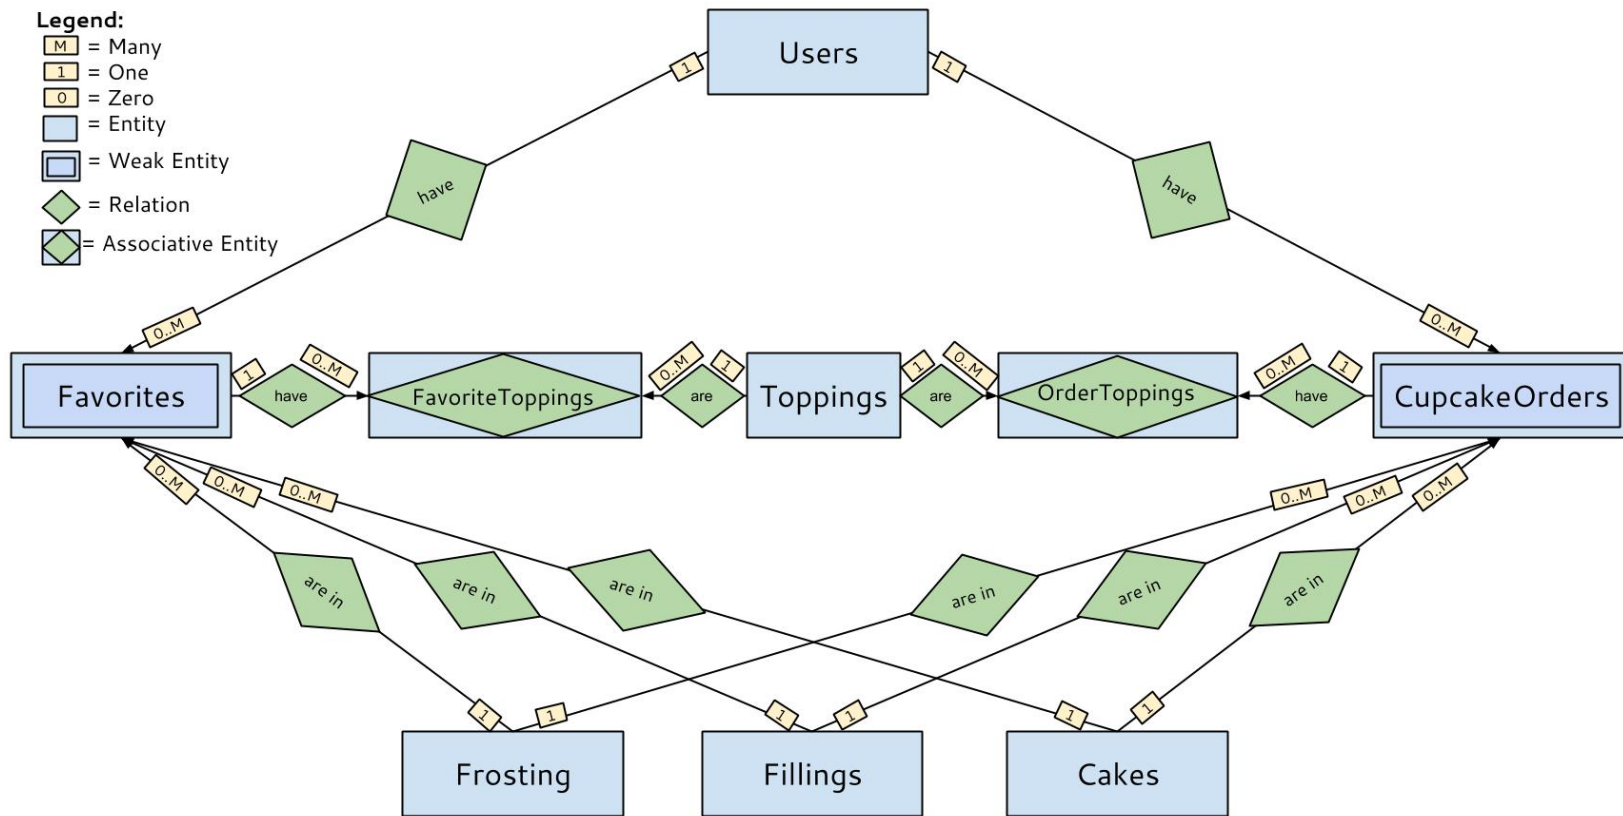 Legend:
M = Many
1 = One
0 = Zero
= Entity
= Weak Entity
= Relation
= Associative Entity
Users
1
1
have
have
0..M
0..M
Favorites
1
have
0..M
FavoriteToppings
0..M
are
1
Toppings
1
are
0..M
OrderToppings
0..M
have
1
CupcakeOrders
0..M
0..M
0..M
0..M
0..M
0..M
are in
are in
are in
are in
are in
are in
1
1
1
1
1
1
Frosting
Fillings
Cakes